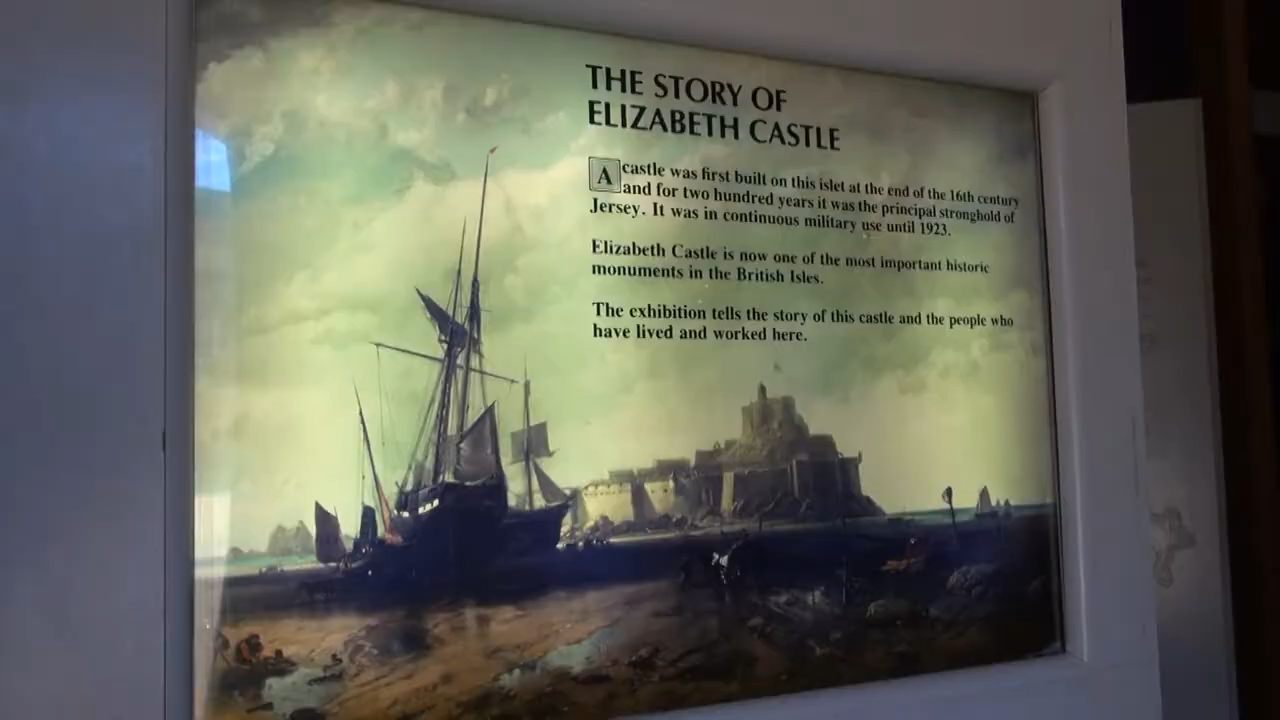 THE STORY OF
ELIZABETH CASTLE
A castle was first built on this islet at the end of the 16th century
and for two hundred years it was the principal stronghold of
Jersey. It was in continuous military use until 1923.
Elizabeth Castle is now one of the most important historic
monuments in the British Isles.
The exhibition tells the story of this castle and the people who
have lived and worked here.